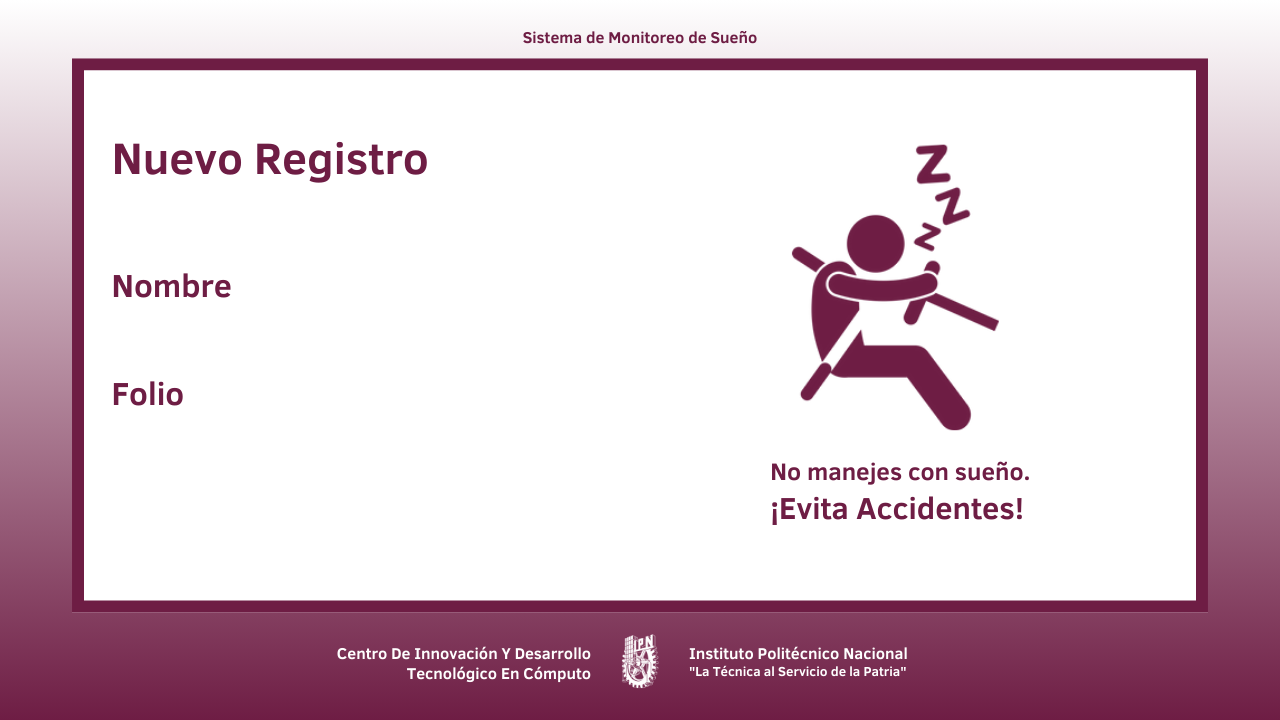 Sistema de Monitoreo de Sueño
Nuevo Registro
Nombre
Folio
Z
Z
Z
No manejes con sueño.
¡Evita Accidentes!
Centro De Innovación Y Desarrollo
Tecnológico En Cómputo
IPN
Instituto Politécnico Nacional
"La Técnica al Servicio de la Patria"